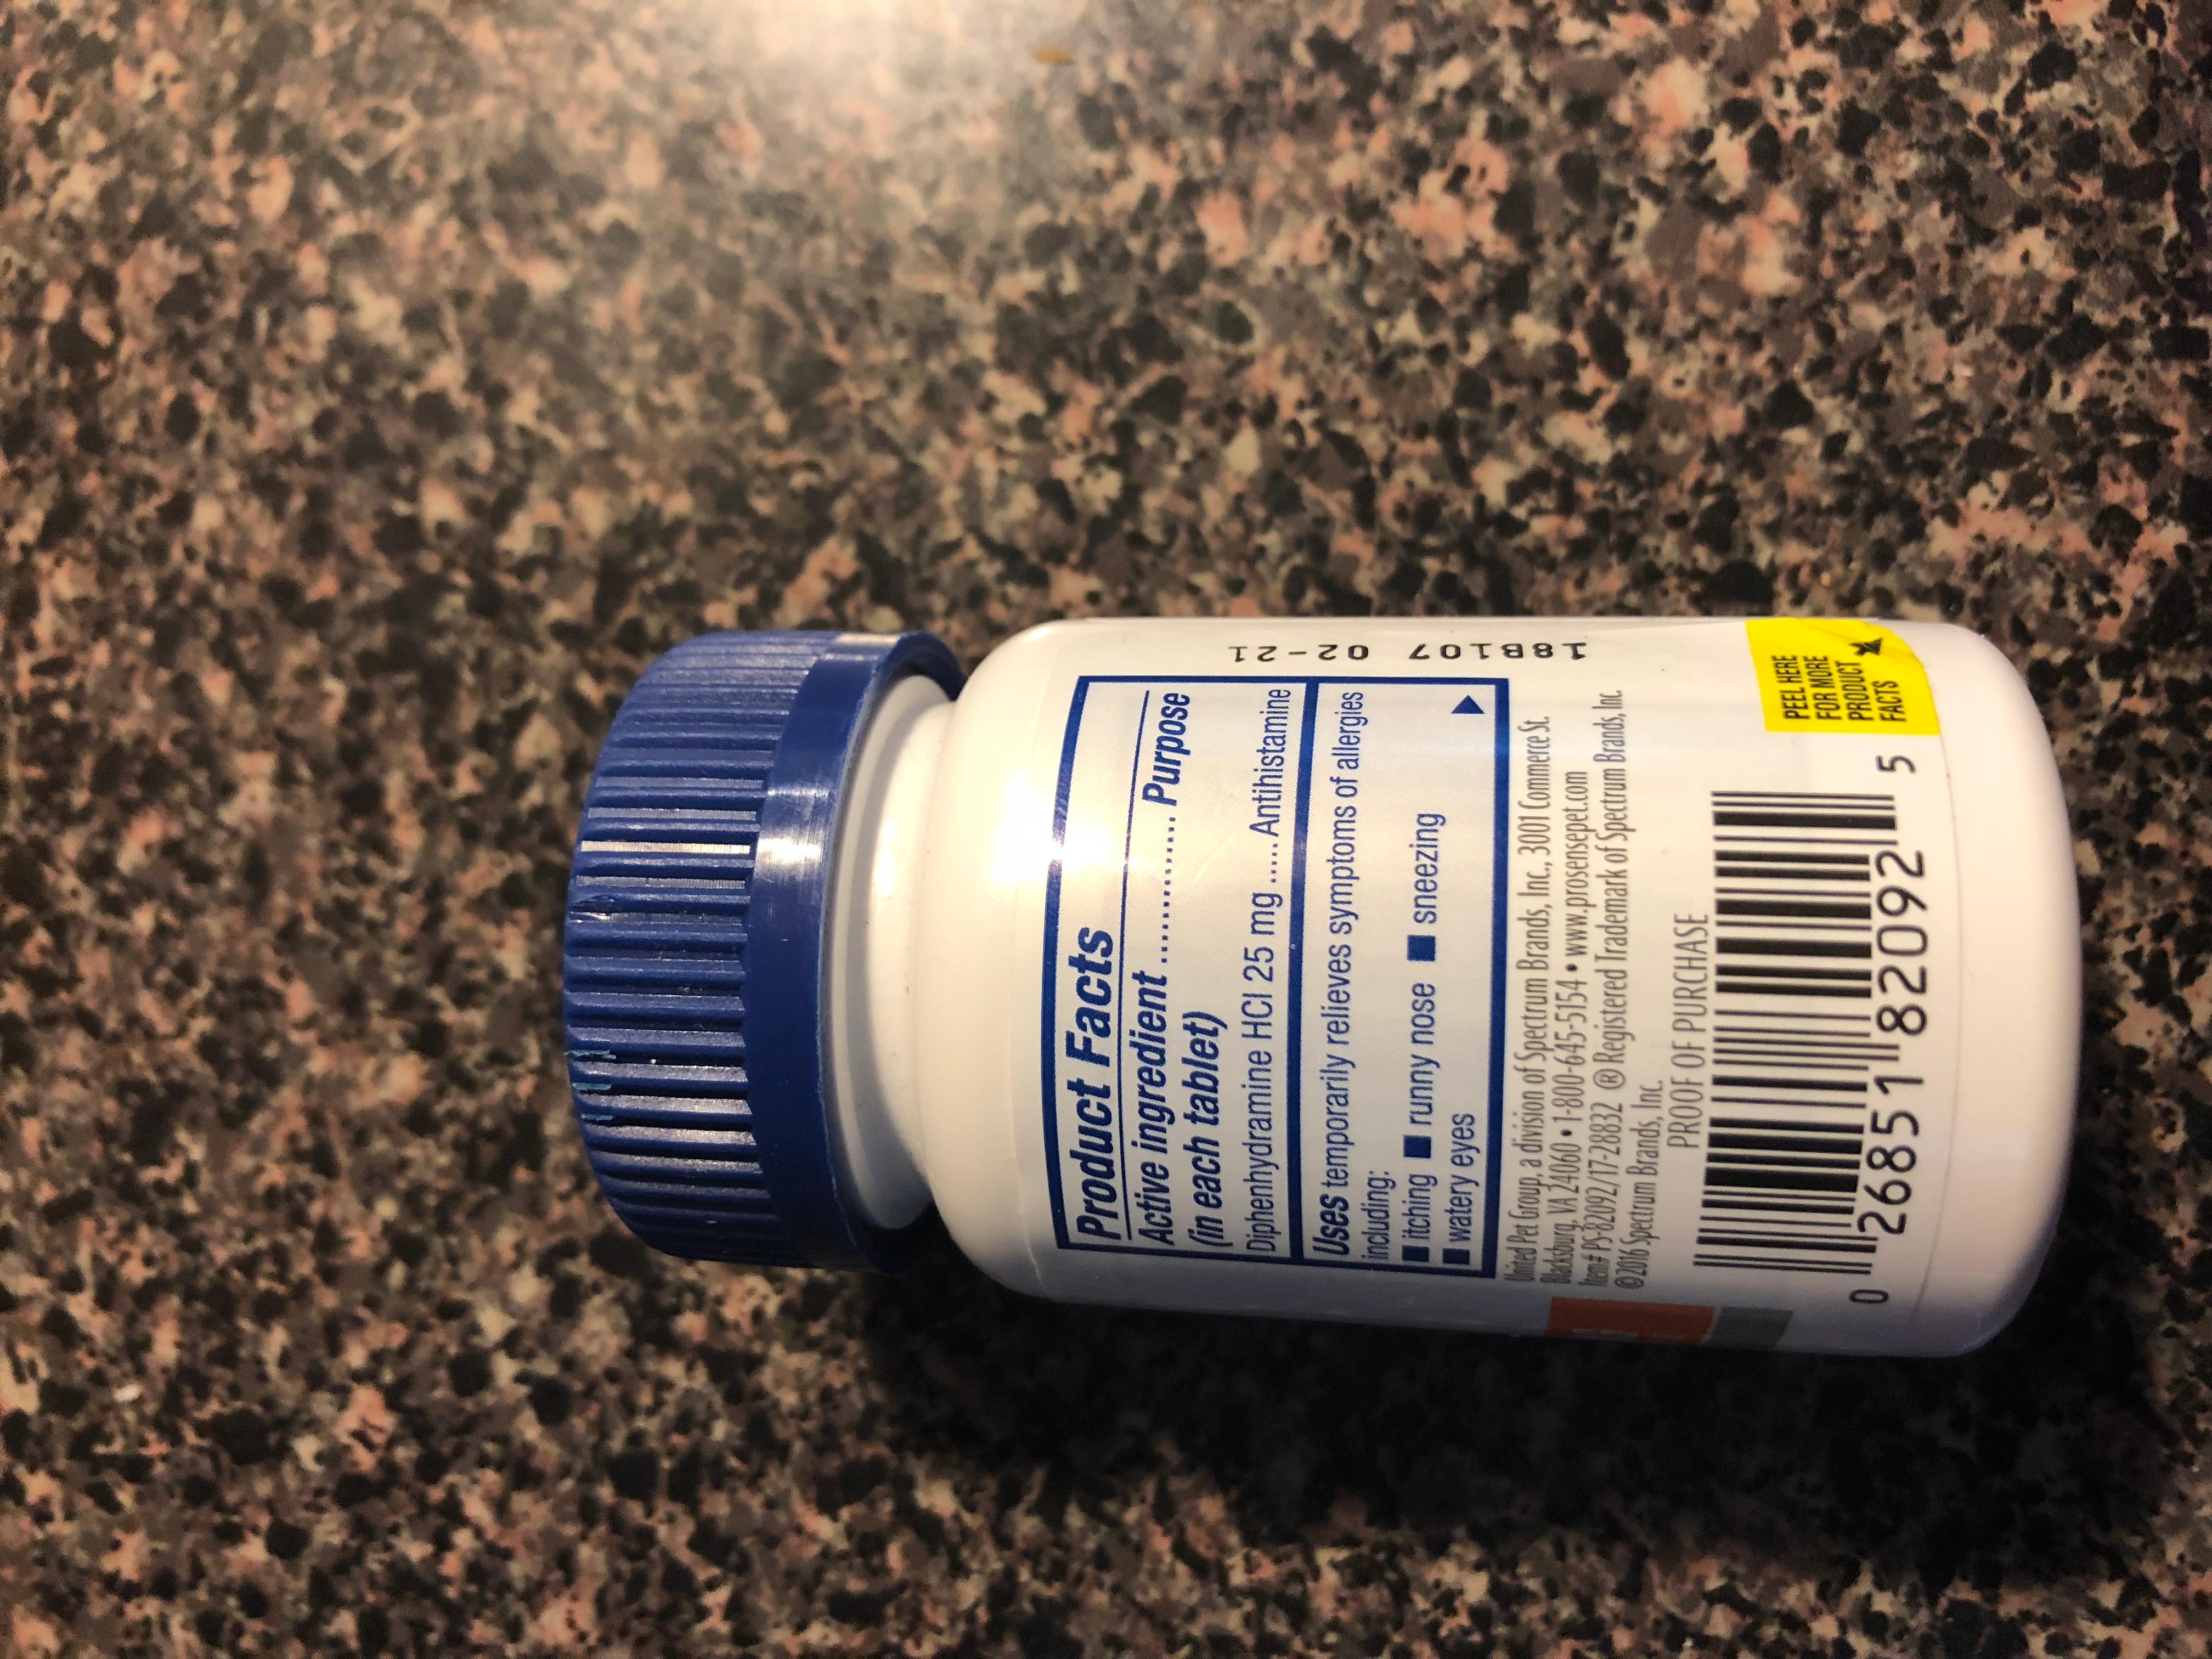 Product Facts
Active ingredient ............. Purpose
(in each tablet)
Diphenhydramine HCl 25 mg ..... Antihistamine
Uses temporarily relieves symptoms of allergies
including:
■ itching ■ runny nose ■ sneezing
■ watery eyes
United Pet Group, a division of Spectrum Brands, Inc., 3001 Commerce St.
Blacksburg, VA 24060 • 1-800-645-5154 • www.prosensepet.com
Item# PS-82092/17-28832 ® Registered Trademark of Spectrum Brands, Inc.
©2016 Spectrum Brands, Inc.
PROOF OF PURCHASE
0 26851 82092 5
PEEL HERE
FOR MORE
PRODUCT
FACTS
18B107 02-21